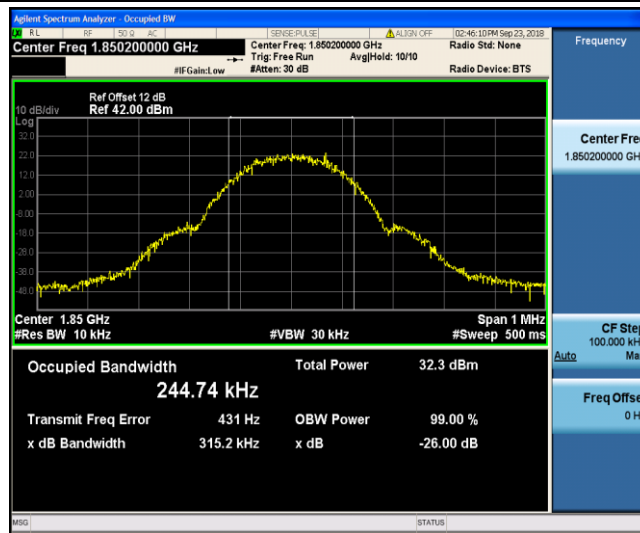 Agilent Spectrum Analyzer - Occupied BW
RL RF 50 Ω AC SENSE:PULSE ALIGN OFF 02:46:10 PM Sep 23, 2018
Center Freq 1.850200000 GHz Center Freq: 1.850200000 GHz Radio Std: None
Trig: Free Run Avg|Hold: 10/10
#IFGain:Low #Atten: 30 dB Radio Device: BTS
Ref Offset 12 dB
10 dB/div Ref 42.00 dBm
Log
32.0
22.0
12.0
2.00
-8.00
-18.0
-28.0
-38.0
-48.0
Center 1.85 GHz Span 1 MHz
#Res BW 10 kHz #VBW 30 kHz #Sweep 500 ms
Occupied Bandwidth Total Power 32.3 dBm
244.74 kHz
Transmit Freq Error 431 Hz OBW Power 99.00 %
x dB Bandwidth 315.2 kHz x dB -26.00 dB
MSG STATUS
Frequency
Center Fre
1.850200000 GH
CF Ste
100.000 kH
Auto Ma
Freq Offse
0 H